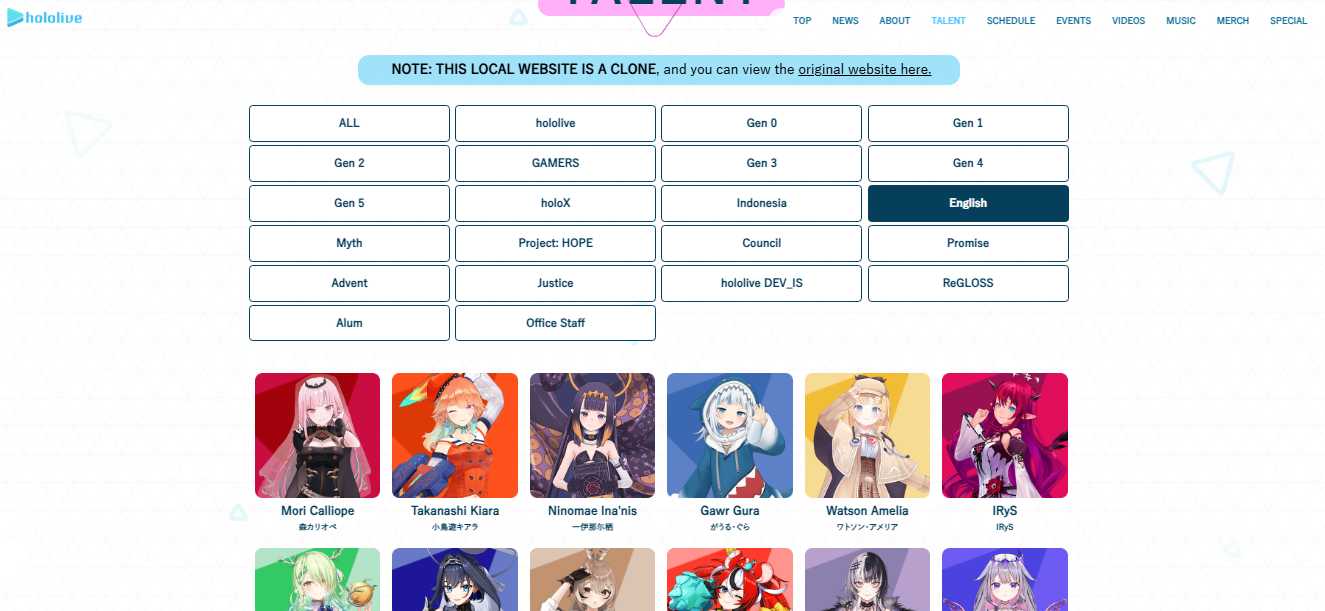 TALENT
hololive
TOP NEWS ABOUT TALENT SCHEDULE EVENTS VIDEOS MUSIC MERCH SPECIAL
NOTE: THIS LOCAL WEBSITE IS A CLONE, and you can view the original website here.
ALL hololive Gen 0 Gen 1
Gen 2 GAMERS Gen 3 Gen 4
Gen 5 holoX Indonesia English
Myth Project: HOPE Council Promise
Advent Justice hololive DEV_IS ReGLOSS
Alum Office Staff
Mori Calliope Takanashi Kiara Ninomae Ina'nis Gawr Gura Watson Amelia IRyS
森カリオペ 小鳥遊キアラ 一伊那尓栖 がうる・ぐら ワトソン・アメリア IRyS